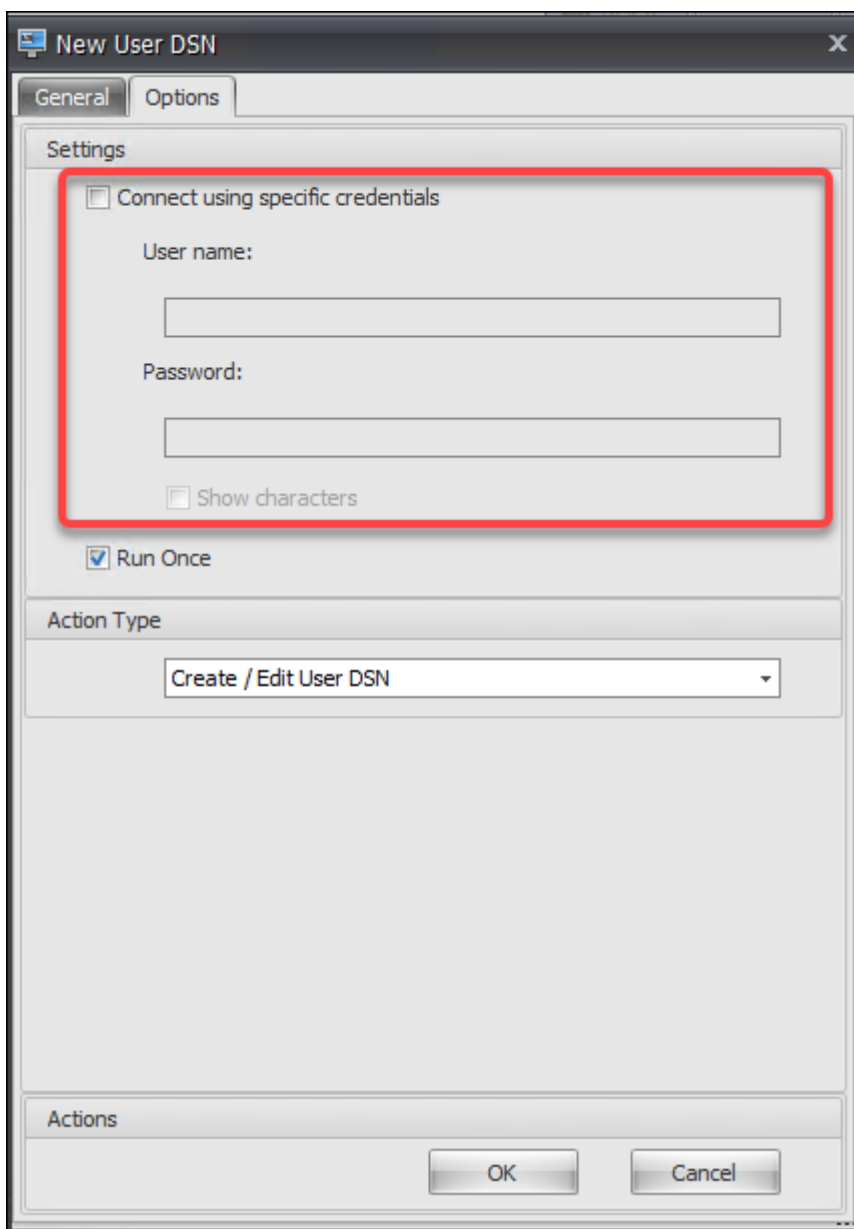 New User DSN
General Options
Settings
Connect using specific credentials
User name:
Password:
Show characters
Run Once
Action Type
Create / Edit User DSN
Actions
OK Cancel